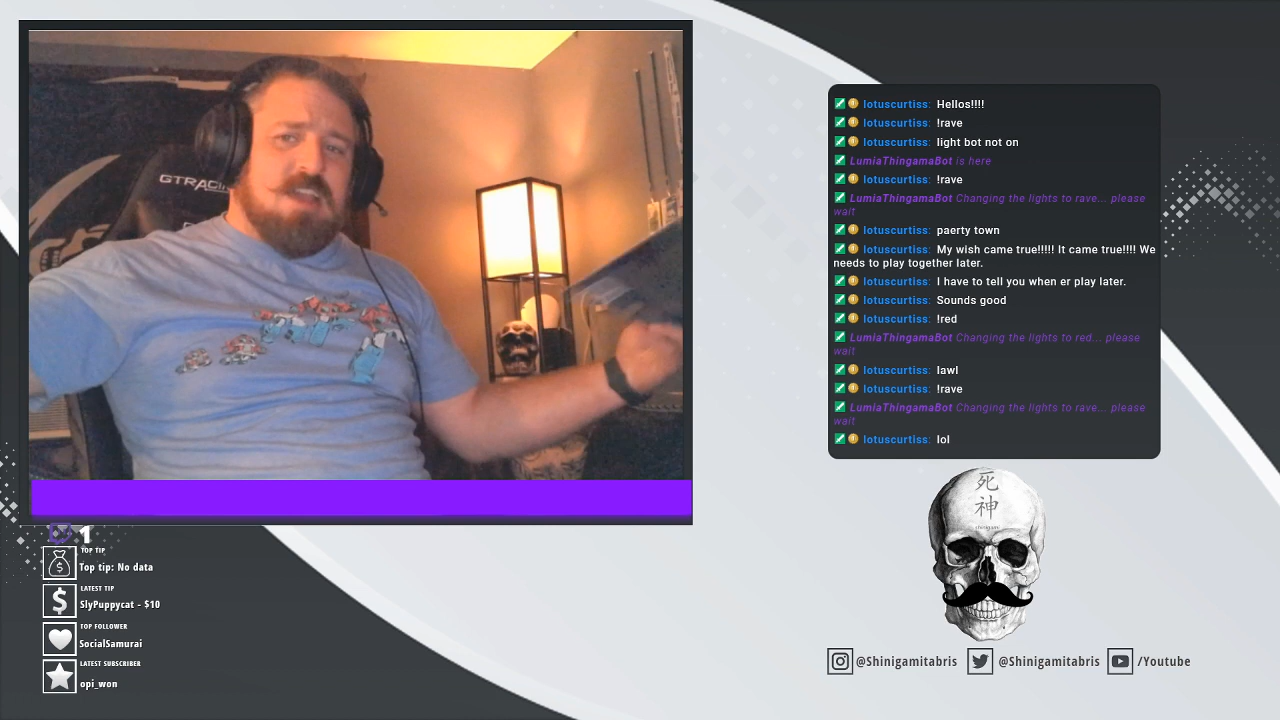 GTRACIN
lotuscurtiss: Hellos!!!!
lotuscurtiss: !rave
lotuscurtiss: light bot not on
LumiaThingamaBot is here
lotuscurtiss: !rave
LumiaThingamaBot Changing the lights to rave... please
wait
lotuscurtiss: paerty town
lotuscurtiss: My wish came true!!!!! It came true!!!! We
needs to play together later.
lotuscurtiss: I have to tell you when er play later.
lotuscurtiss: Sounds good
lotuscurtiss: !red
LumiaThingamaBot Changing the lights to red... please
wait
lotuscurtiss: lawl
lotuscurtiss: !rave
LumiaThingamaBot Changing the lights to rave... please
wait
lotuscurtiss: lol
死
神
shinigami
1
TOP TIP
Top tip: No data
LATEST TIP
SlyPuppycat - $10
TOP FOLLOWER
SocialSamurai
LATEST SUBSCRIBER
opi_won
@Shinigamitabris @Shinigamitabris /Youtube